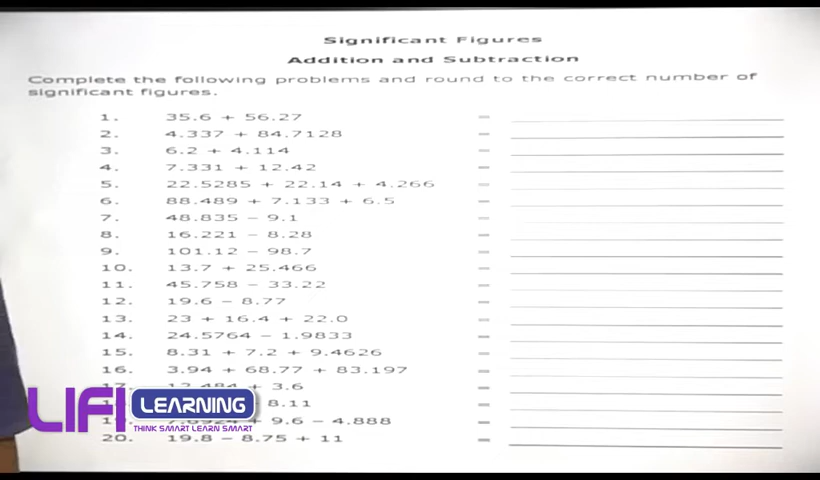 Significant Figures
Addition and Subtraction
Complete the following problems and round to the correct number of
significant figures.
1. 35.6 + 56.27 =
2. 4.337 + 84.7128 =
3. 6.2 + 4.114 =
4. 7.331 + 12.42 =
5. 22.5285 + 22.14 + 4.266 =
6. 88.489 + 7.133 + 6.5 =
7. 48.835 – 9.1 =
8. 16.221 – 8.28 =
9. 101.12 – 98.7 =
10. 13.7 + 25.466 =
11. 45.758 – 33.22 =
12. 19.6 – 8.77 =
13. 23 + 16.4 + 22.0 =
14. 24.5764 – 1.9833 =
15. 8.31 + 7.2 + 9.4626 =
16. 3.94 + 68.77 + 83.197 =
17. 12.484 + 3.6 =
8.11 =
+ 9.6 – 4.888 =
20. 19.8 – 8.75 + 11 =
LIFI LEARNING
THINK SMART LEARN SMART